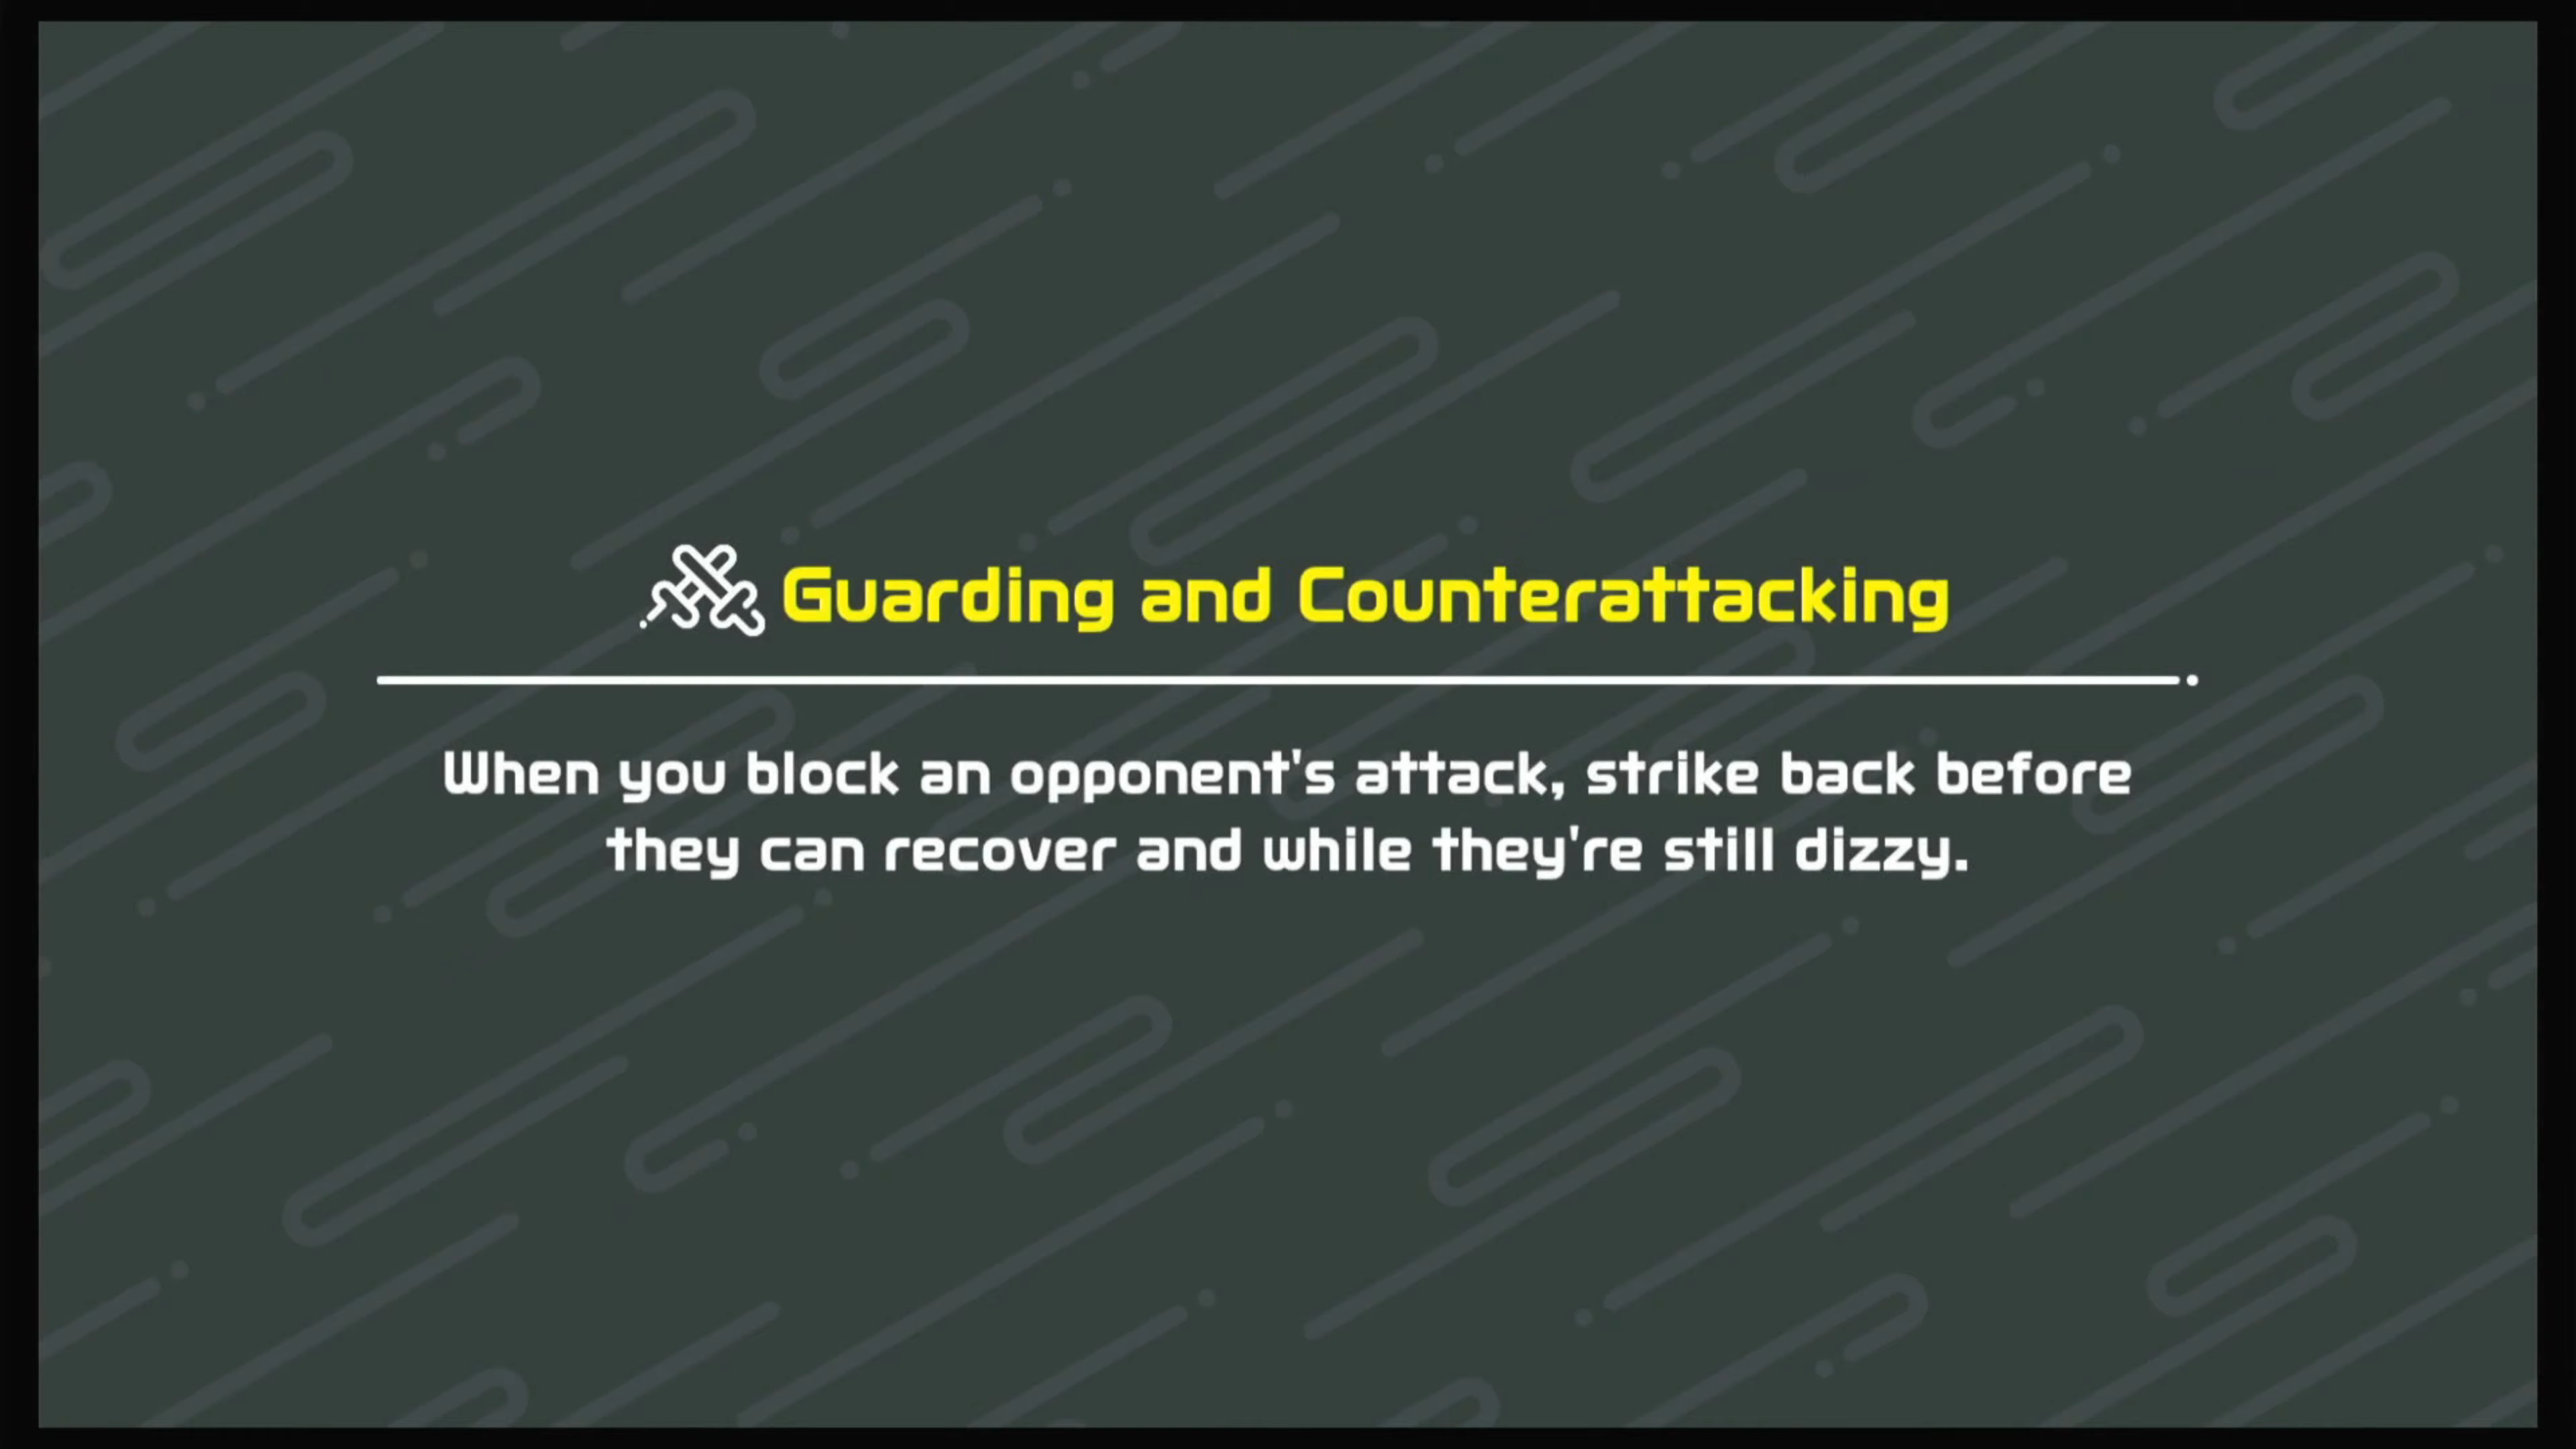 Guarding and Counterattacking
When you block an opponent's attack, strike back before
they can recover and while they're still dizzy.